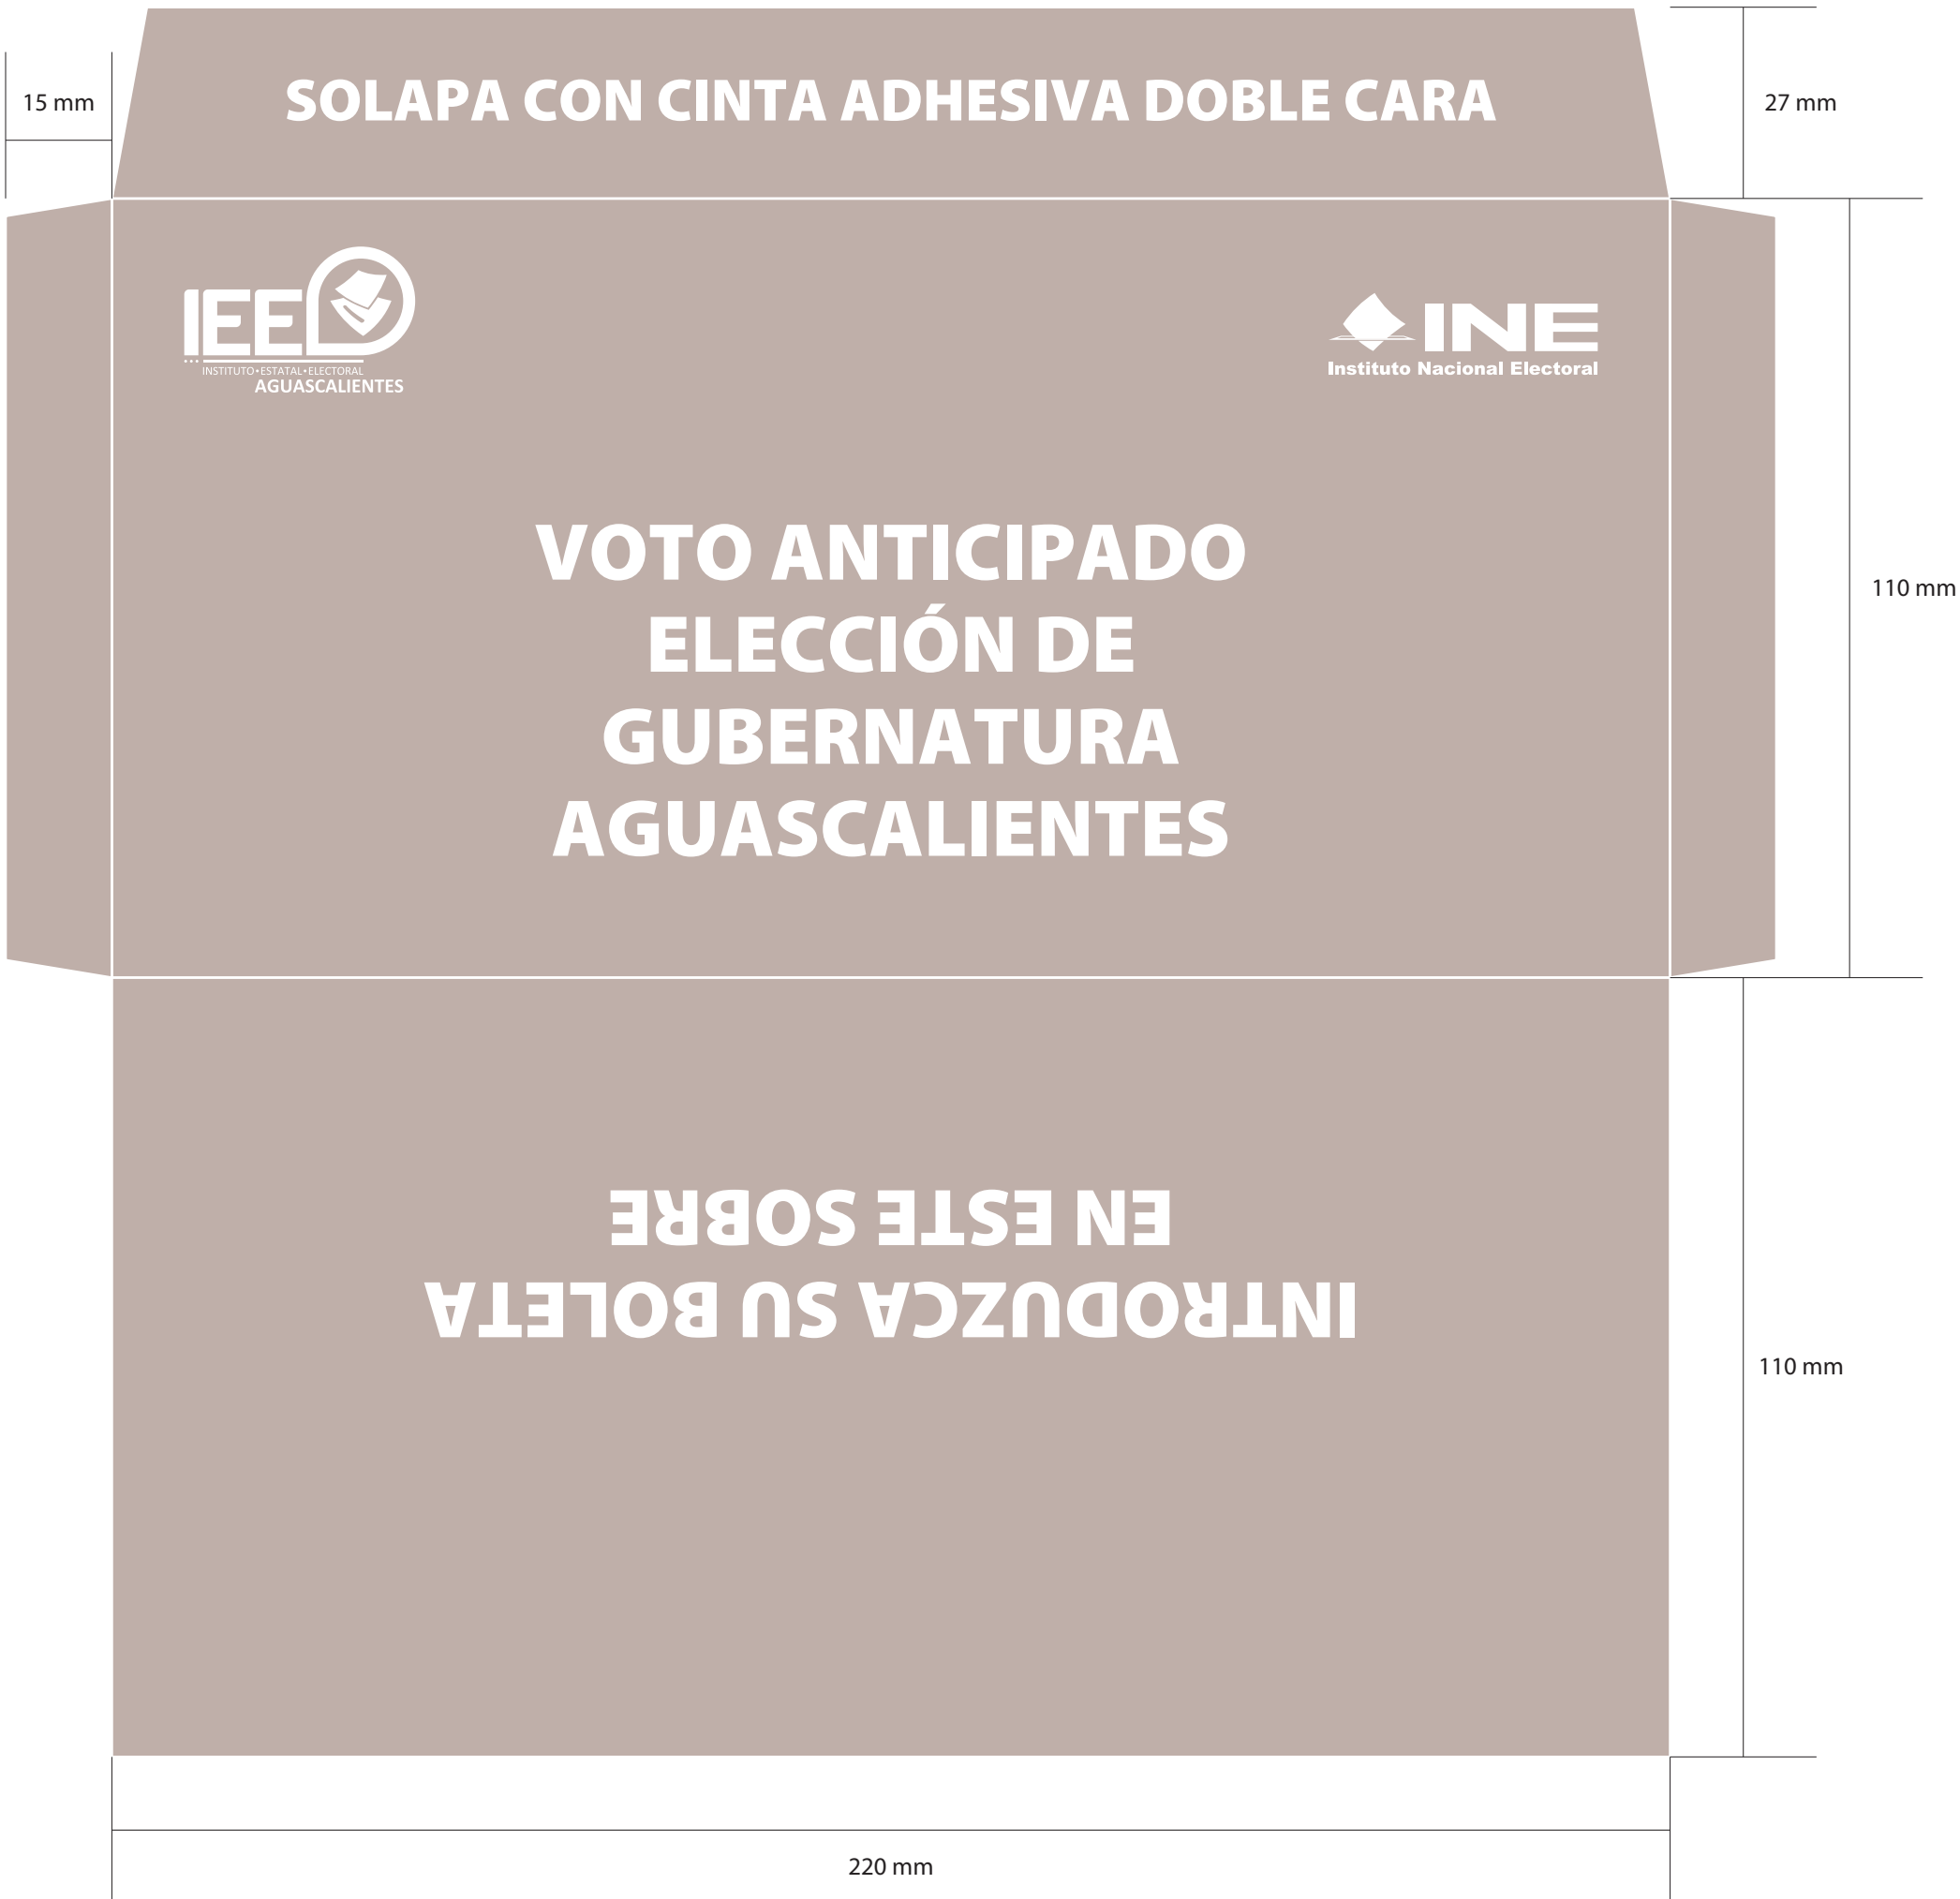 15 mm
SOLAPA CON CINTA ADHESIVA DOBLE CARA
27 mm
IEE
INSTITUTO•ESTATAL•ELECTORAL
AGUASCALIENTES
INE
Instituto Nacional Electoral
VOTO ANTICIPADO
ELECCIÓN DE
GUBERNATURA
AGUASCALIENTES
110 mm
INTRODUZCA SU BOLETA
EN ESTE SOBRE
110 mm
220 mm